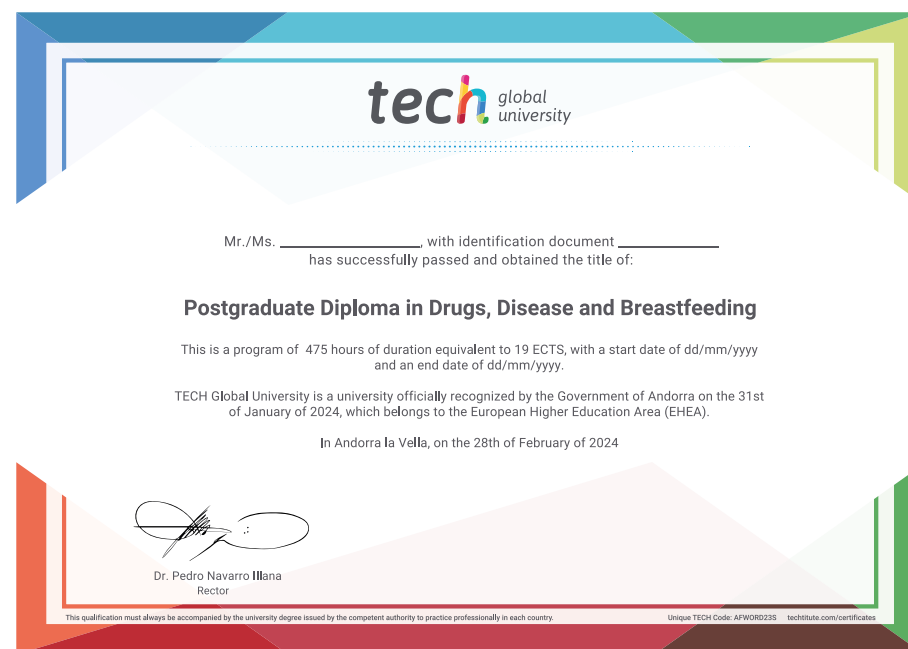 tech global university
Mr./Ms. ____________________, with identification document ______________
has successfully passed and obtained the title of:
Postgraduate Diploma in Drugs, Disease and Breastfeeding
This is a program of 475 hours of duration equivalent to 19 ECTS, with a start date of dd/mm/yyyy
and an end date of dd/mm/yyyy.
TECH Global University is a university officially recognized by the Government of Andorra on the 31st
of January of 2024, which belongs to the European Higher Education Area (EHEA).
In Andorra la Vella, on the 28th of February of 2024
Dr. Pedro Navarro Illana
Rector
This qualification must always be accompanied by the university degree issued by the competent authority to practice professionally in each country. Unique TECH Code: AFWORD23S techtitute.com/certificates